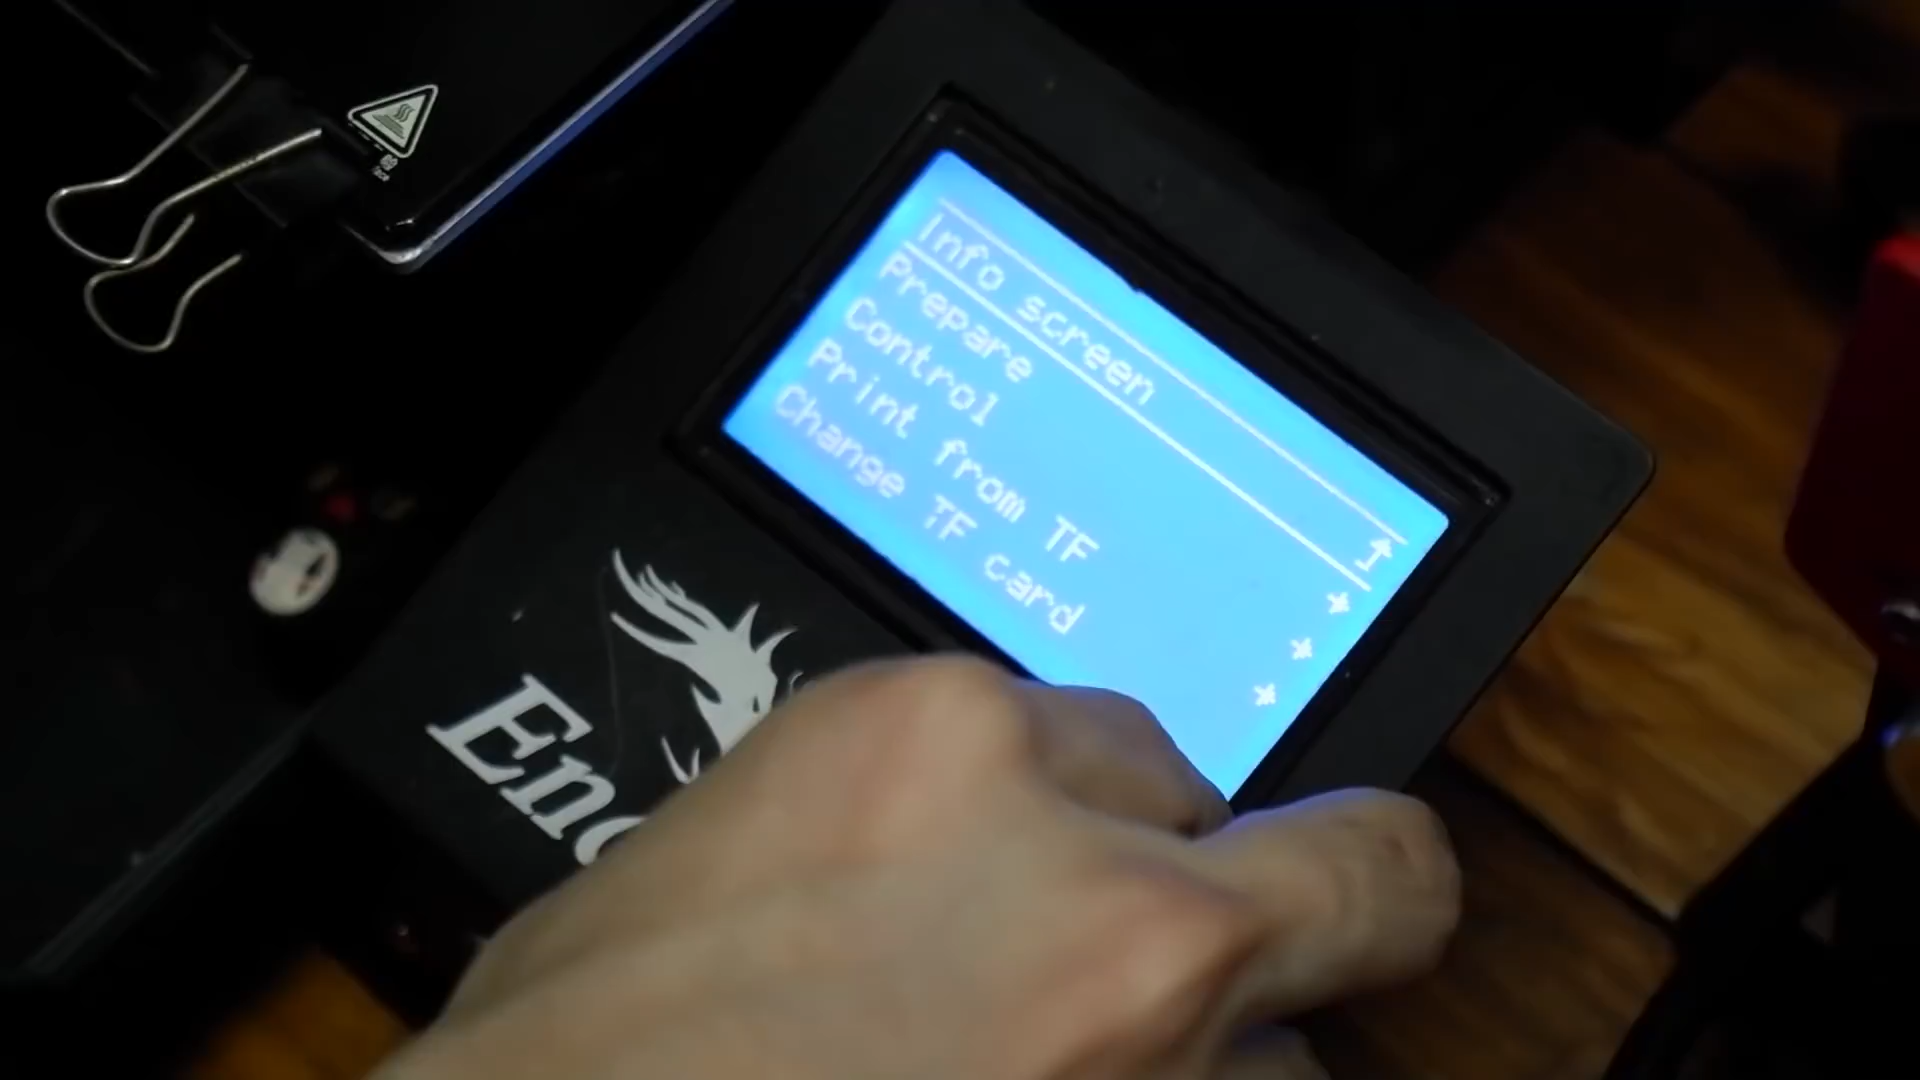 Info screen
Prepare
Control
Print from TF
Change TF card